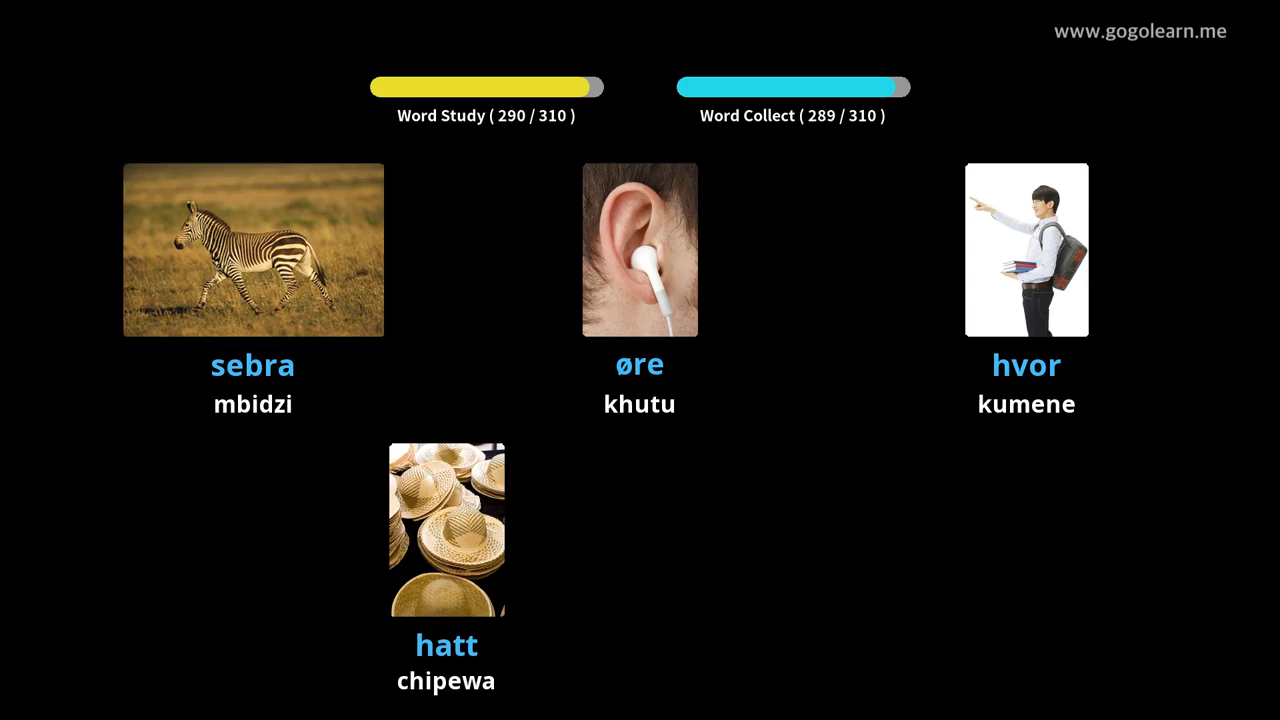 www.gogolearn.me
Word Study ( 290 / 310 )
Word Collect ( 289 / 310 )
sebra
mbidzi
øre
khutu
hvor
kumene
hatt
chipewa